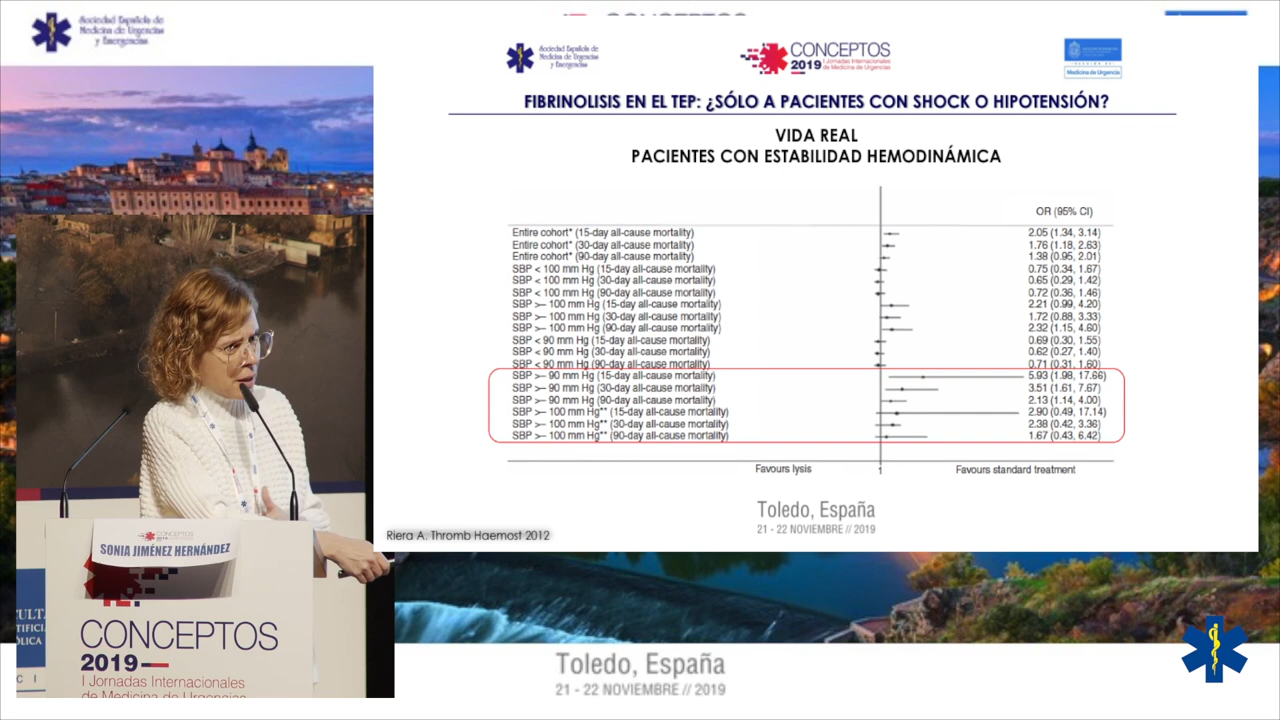 Sociedad Española de
Medicina de Urgencias
y Emergencias
Sociedad Española de
Medicina de Urgencias
y Emergencias
CONCEPTOS
2019 I Jornadas Internacionales
de Medicina de Urgencias
Medicina de Urgencia
FIBRINOLISIS EN EL TEP: ¿SÓLO A PACIENTES CON SHOCK O HIPOTENSIÓN?
VIDA REAL
PACIENTES CON ESTABILIDAD HEMODINÁMICA
OR (95% CI)
Entire cohort* (15-day all-cause mortality) 2.05 (1.34, 3.14)
Entire cohort* (30-day all-cause mortality) 1.76 (1.18, 2.63)
Entire cohort* (90-day all-cause mortality) 1.38 (0.95, 2.01)
SBP < 100 mm Hg (15-day all-cause mortality) 0.75 (0.34, 1.67)
SBP < 100 mm Hg (30-day all-cause mortality) 0.65 (0.29, 1.42)
SBP < 100 mm Hg (90-day all-cause mortality) 0.72 (0.36, 1.46)
SBP >= 100 mm Hg (15-day all-cause mortality) 2.21 (0.99, 4.20)
SBP >= 100 mm Hg (30-day all-cause mortality) 1.72 (0.88, 3.33)
SBP >= 100 mm Hg (90-day all-cause mortality) 2.32 (1.15, 4.60)
SBP < 90 mm Hg (15-day all-cause mortality) 0.69 (0.30, 1.55)
SBP < 90 mm Hg (30-day all-cause mortality) 0.62 (0.27, 1.40)
SBP < 90 mm Hg (90-day all-cause mortality) 0.71 (0.31, 1.60)
SBP >= 90 mm Hg (15-day all-cause mortality) 5.93 (1.98, 17.66)
SBP >= 90 mm Hg (30-day all-cause mortality) 3.51 (1.61, 7.67)
SBP >= 90 mm Hg (90-day all-cause mortality) 2.13 (1.14, 4.00)
SBP >= 100 mm Hg** (15-day all-cause mortality) 2.90 (0.49, 17.14)
SBP >= 100 mm Hg** (30-day all-cause mortality) 2.38 (0.42, 3.36)
SBP >= 100 mm Hg** (90-day all-cause mortality) 1.67 (0.43, 6.42)
Favours lysis 1 Favours standard treatment
Toledo, España
21 - 22 NOVIEMBRE // 2019
Riera A. Thromb Haemost 2012
CONCEPTOS
SONIA JIMÉNEZ HERNÁNDEZ
CONCEPTOS
2019
I Jornadas Internacionales
de Medicina de Urgencias
Toledo, España
21 - 22 NOVIEMBRE // 2019